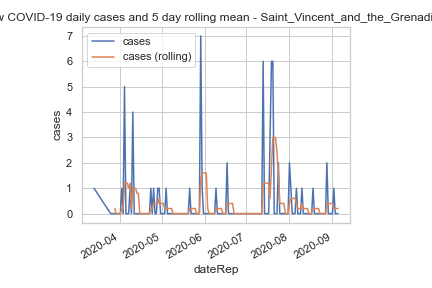 COVID-19 daily cases and 5 day rolling mean - Saint_Vincent_and_the
cases
cases (rolling)
7
6
5
4
3
2
1
0
cases
2020-04
2020-05
2020-06
2020-07
2020-08
2020-09
dateRep